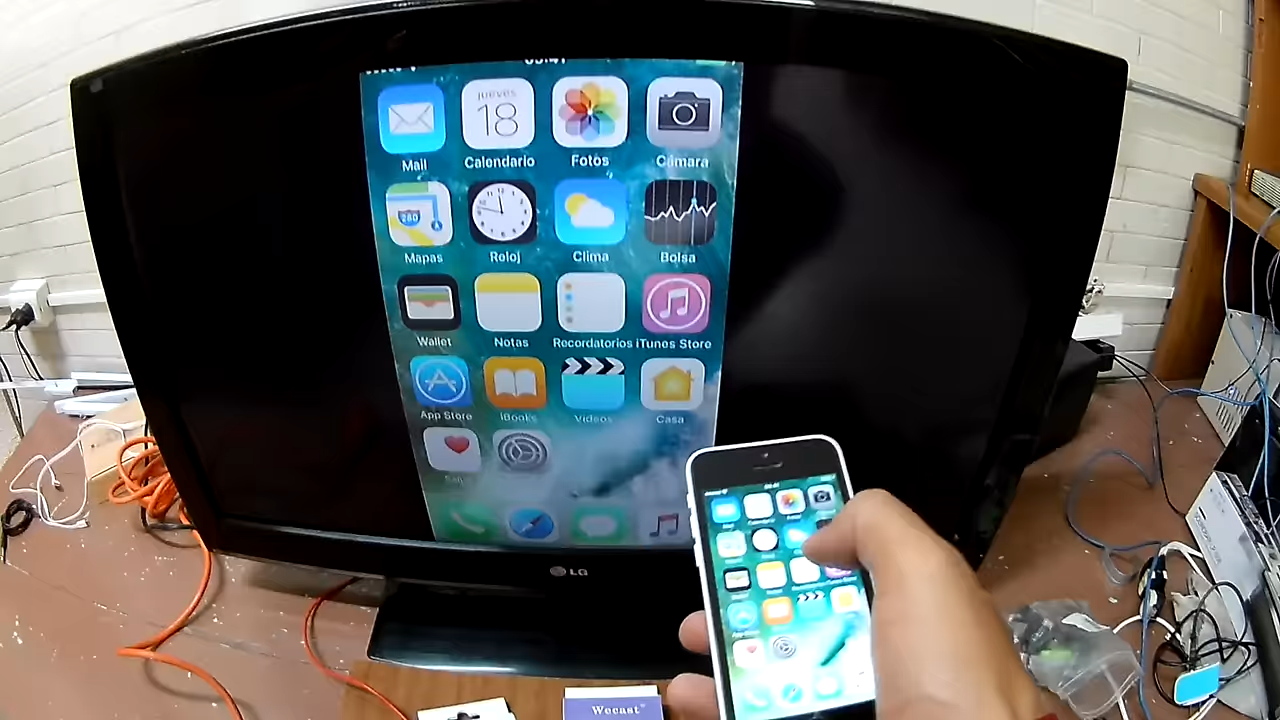 jueves
18
Mail Calendario Fotos Cámara
280
Mapas Reloj Clima Bolsa
Wallet Notas Recordatorios iTunes Store
App Store iBooks Videos Casa
LG
Wecast